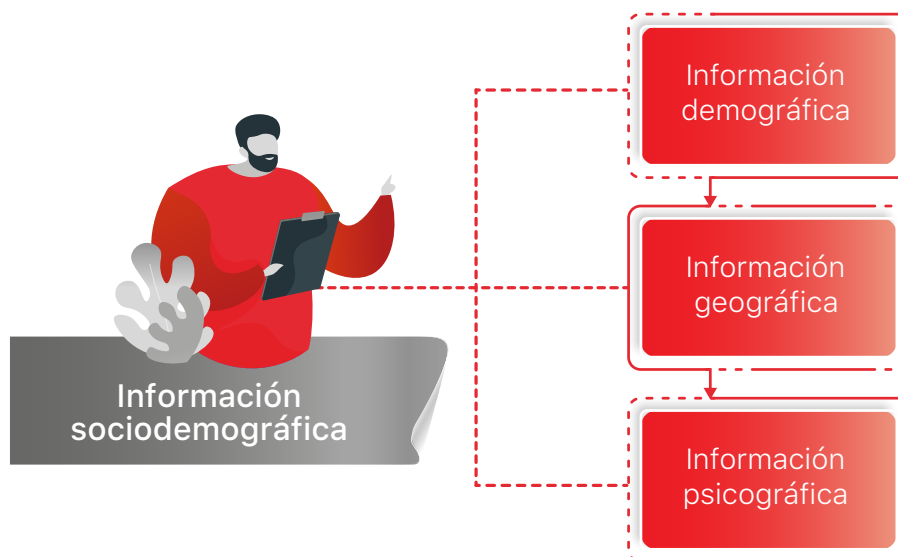 Información
demográfica
Información
geográfica
Información
sociodemográfica
Información
psicográfica